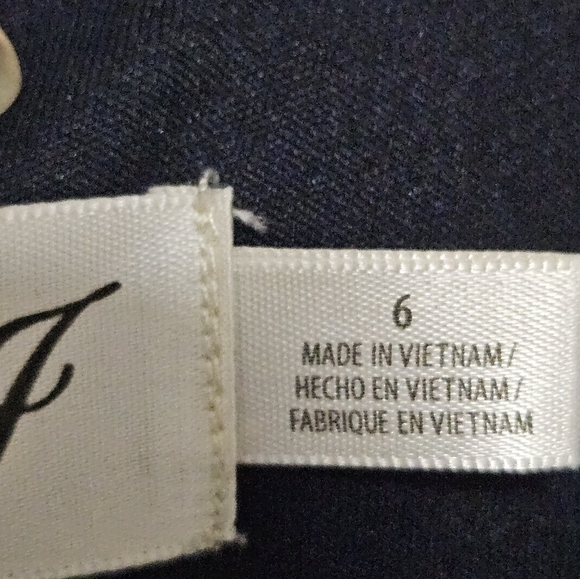 6
MADE IN VIETNAM/
HECHO EN VIETNAM/
FABRIQUE EN VIETNAM